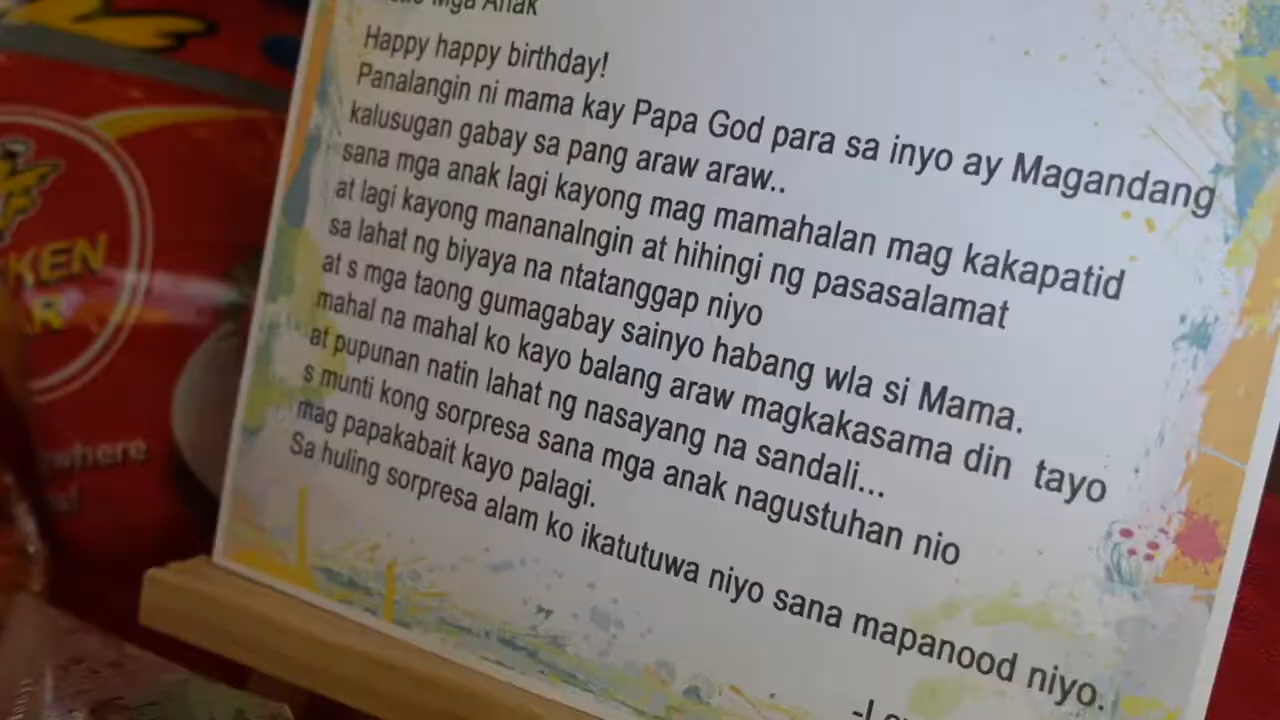 Mga Anak
Happy happy birthday!
Panalangin ni mama kay Papa God para sa inyo ay Magandang
kalusugan gabay sa pang araw araw..
sana mga anak lagi kayong mag mamahalan mag kakapatid
at lagi kayong mananalngin at hihingi ng pasasalamat
sa lahat ng biyaya na ntatanggap niyo
at s mga taong gumagabay sainyo habang wla si Mama.
mahal na mahal ko kayo balang araw magkakasama din tayo
at pupunan natin lahat ng nasayang na sandali...
s munti kong sorpresa sana mga anak nagustuhan nio
mag papakabait kayo palagi.
Sa huling sorpresa alam ko ikatutuwa niyo sana mapanood niyo.